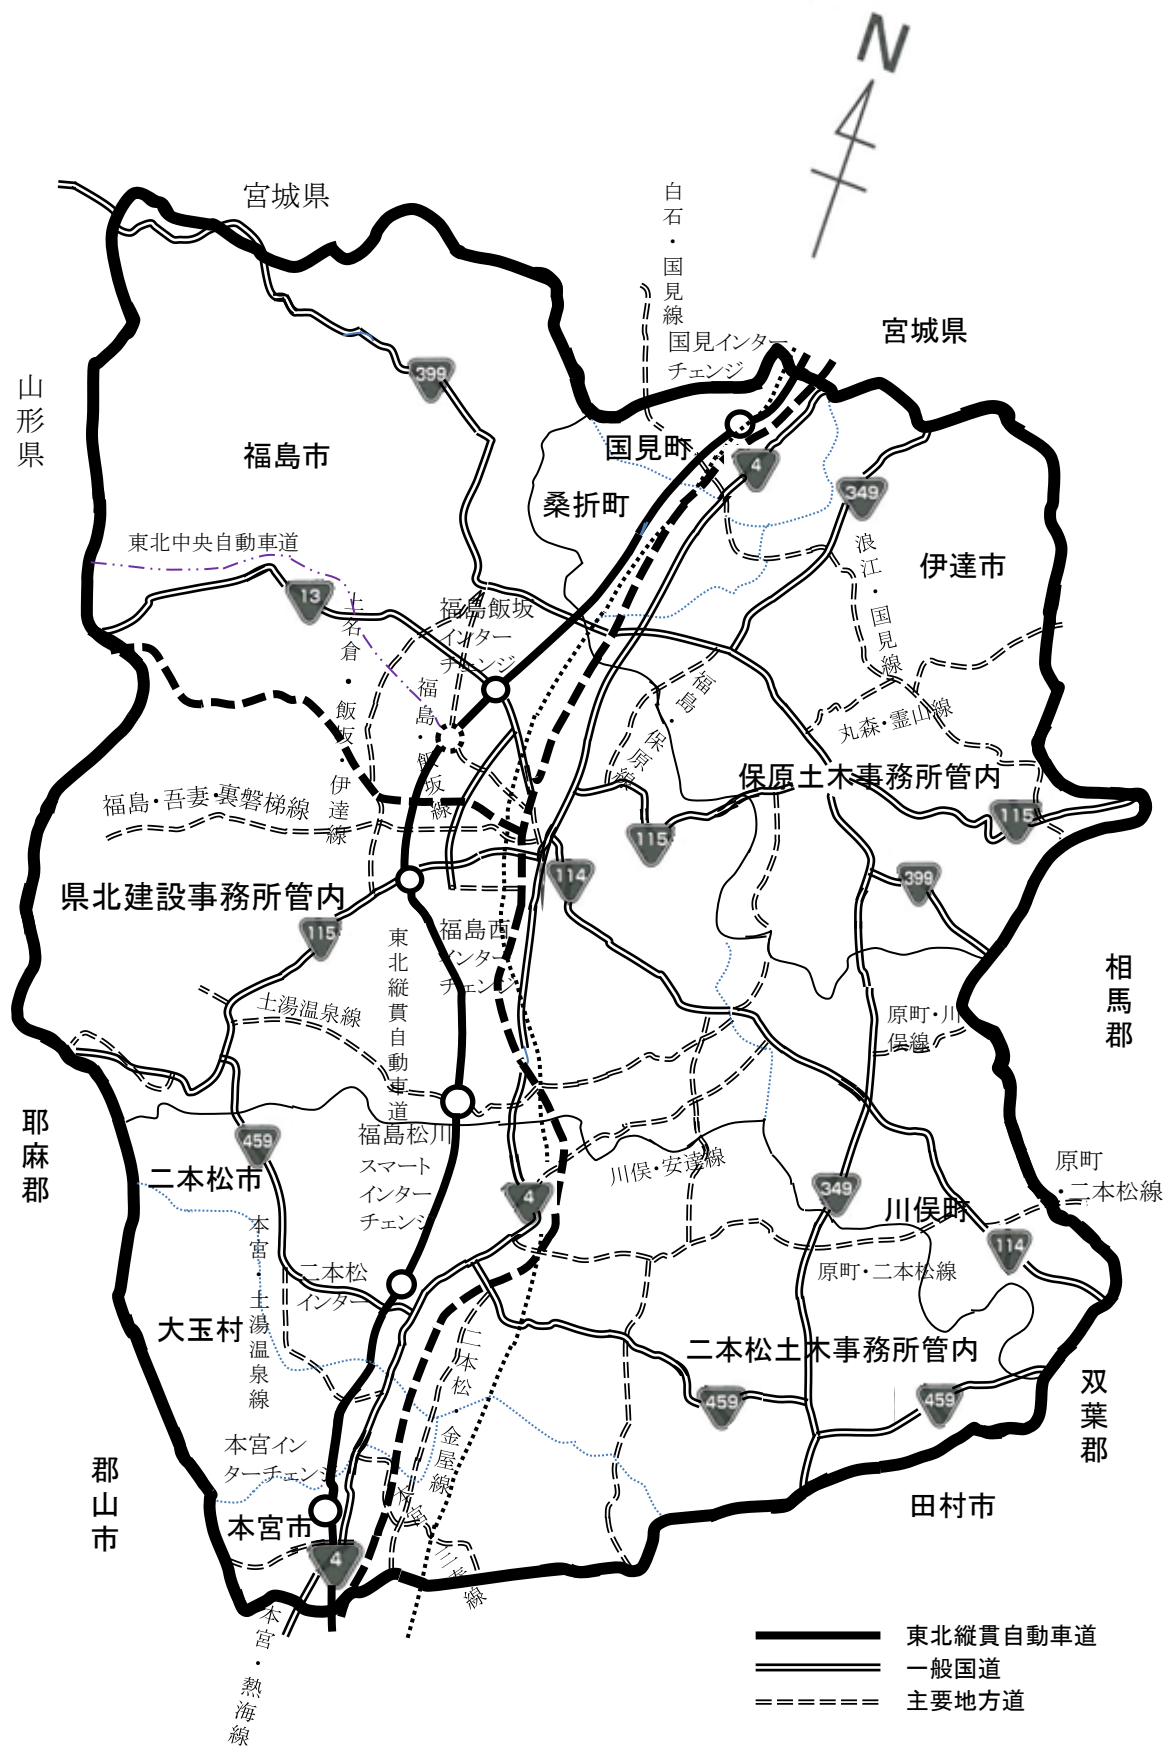 N
宮城県
白石・国見線
国見インター
チェンジ
宮城県
山形県
399
福島市
国見町
4
桑折町
349
東北中央自動車道
浪江・国見線
伊達市
13
上名倉・飯坂・伊達線
福島飯坂
インター
チェンジ
福島・飯坂線
福島・保原線
丸森・霊山線
保原土木事務所管内
福島・吾妻・裏磐梯線
115
115
114
399
県北建設事務所管内
115
東北縦貫自動車道
福島西
インター
チェンジ
相馬郡
土湯温泉線
原町・川
俣線
耶麻郡
459
福島松川
スマート
インター
チェンジ
川俣・安達線
原町
・二本松線
二本松市
4
349
川俣町
114
本宮・土湯温泉線
二本松
インター
原町・二本松線
大玉村
二本松・金屋線
二本松土木事務所管内
459
459
双葉郡
本宮イン
ターチェンジ
郡山市
本宮・三春線
田村市
本宮市
4
本宮・熱海線
東北縦貫自動車道
一般国道
主要地方道